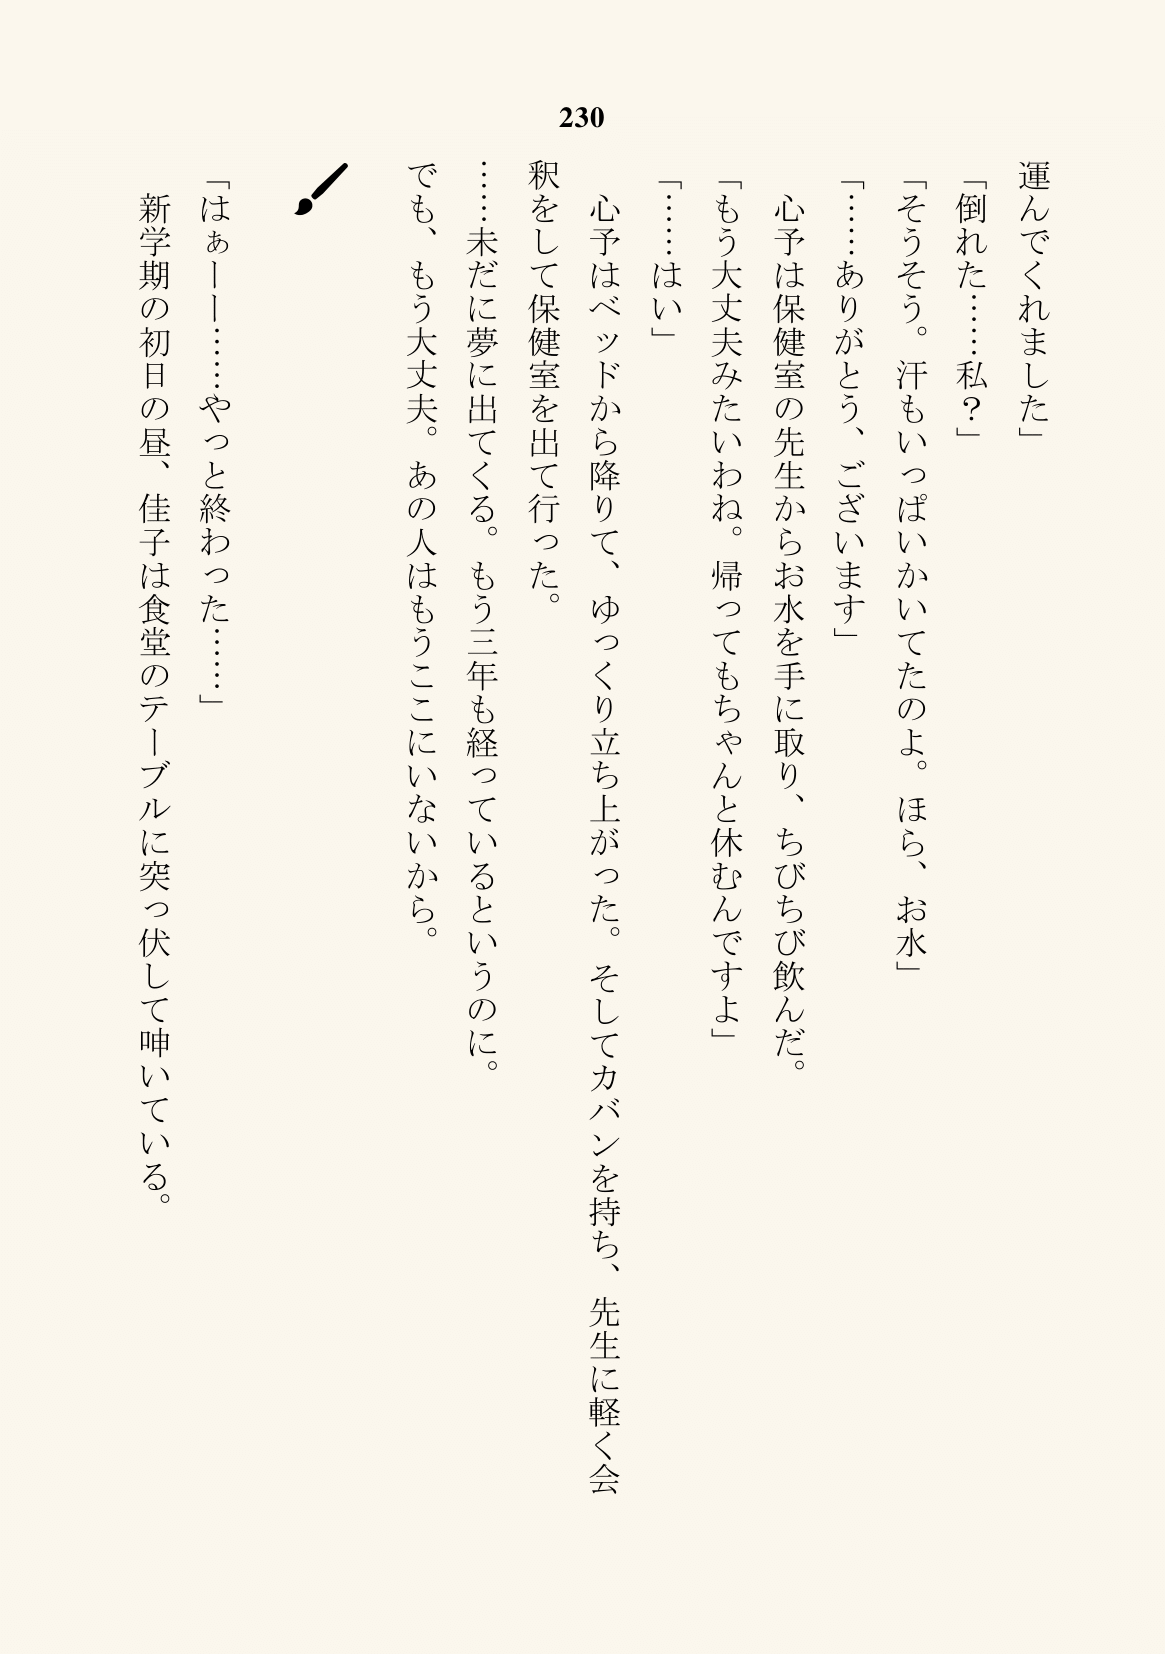 230
運んでくれました」
「倒れた……私？」
「そうそう。汗もいっぱいかいてたのよ。ほら、お水」
「……ありがとう、ございます」
　心予は保健室の先生からお水を手に取り、ちびちび飲んだ。
「もう大丈夫みたいわね。帰ってもちゃんと休むんですよ」
「……はい」
　心予はベッドから降りて、ゆっくり立ち上がった。そしてカバンを持ち、先生に軽く会
釈をして保健室を出て行った。
……未だに夢に出てくる。もう三年も経っているというのに。
でも、もう大丈夫。あの人はもうここにいないから。
「はぁーー……やっと終わった……」
　新学期の初日の昼、佳子は食堂のテーブルに突っ伏して呻いている。